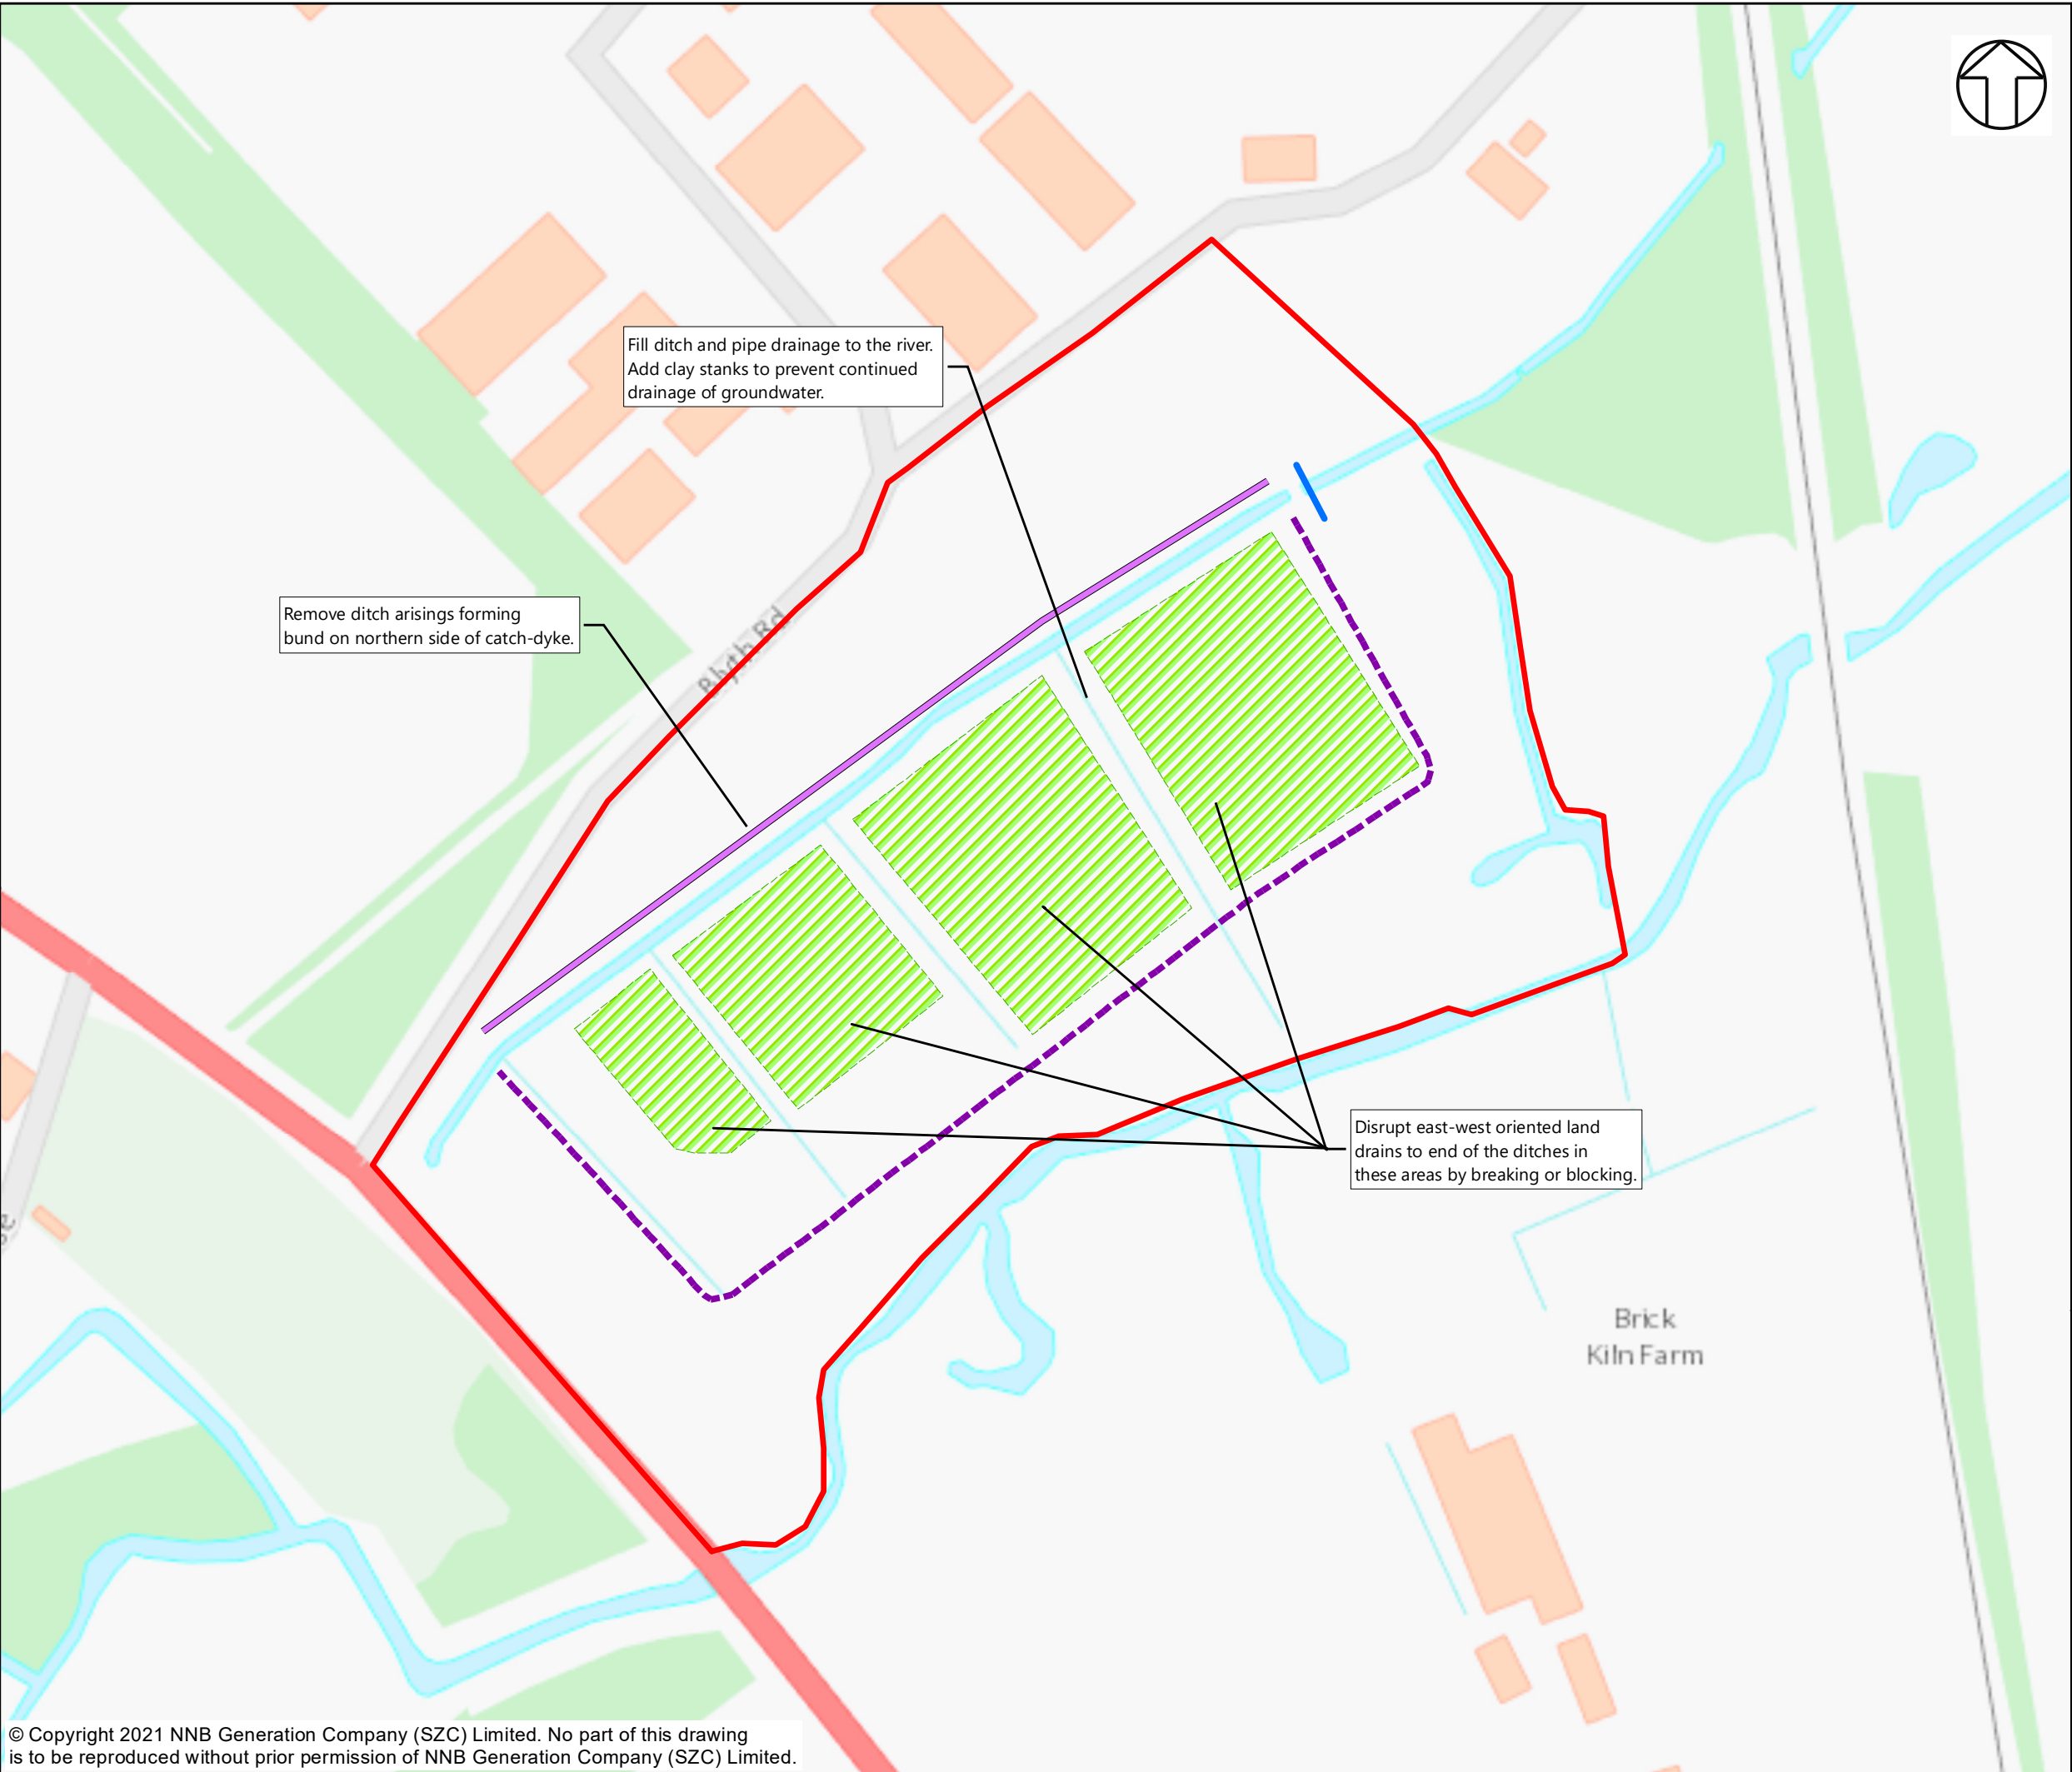 Fill ditch and pipe drainage to the river.
Add clay stanks to prevent continued
drainage of groundwater.
Remove ditch arisings forming
bund on northern side of catch-dyke.
Blyth Rd
Disrupt east-west oriented land
drains to end of the ditches in
these areas by breaking or blocking.
Brick
Kiln Farm
© Copyright 2021 NNB Generation Company (SZC) Limited. No part of this drawing
is to be reproduced without prior permission of NNB Generation Company (SZC) Limited.